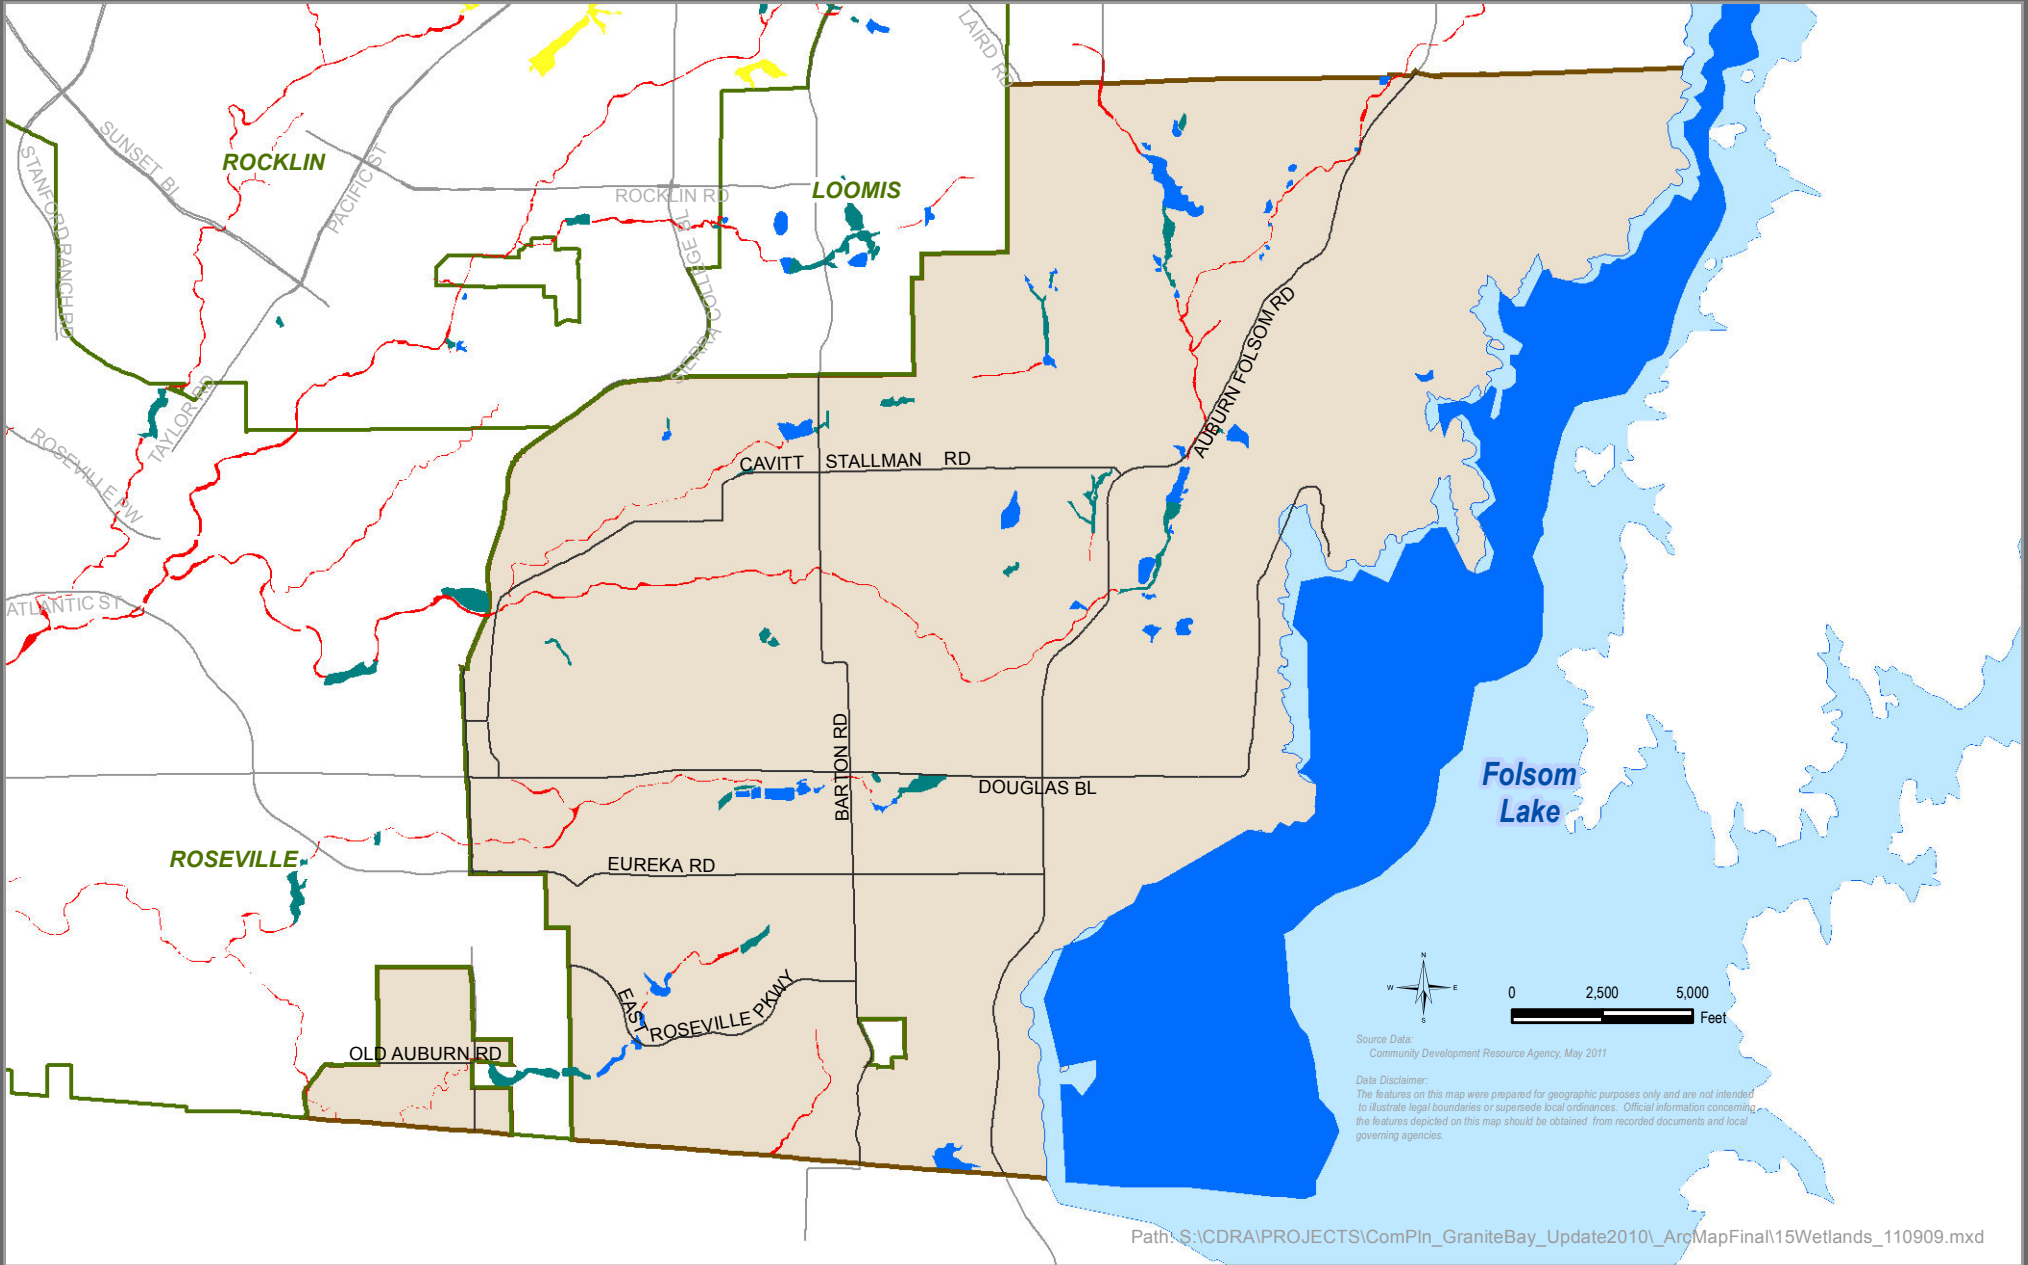 LAIRD RD
SUNSET BL
STANFORD RANCH RD
ROCKLIN
PACIFIC ST
ROCKLIN RD
LOOMIS
SIERRA COLLEGE BL
TAYLOR RD
ROSEVILLE PW
AUBURN FOLSOM RD
CAVITT STALLMAN RD
ATLANTIC ST
BARTON RD
DOUGLAS BL
Folsom
Lake
ROSEVILLE
EUREKA RD
EAST ROSEVILLE PKWY
OLD AUBURN RD
N
W E
S
0 2,500 5,000
Feet
Source Data:
Community Development Resource Agency, May 2011
Data Disclaimer:
The features on this map were prepared for geographic purposes only and are not intended
to illustrate legal boundaries or supersede local ordinances. Official information concerning
the features depicted on this map should be obtained from recorded documents and local
governing agencies.
Path: S:\CDRA\PROJECTS\ComPln_GraniteBay_Update2010\_ArcMapFinal\15Wetlands_110909.mxd